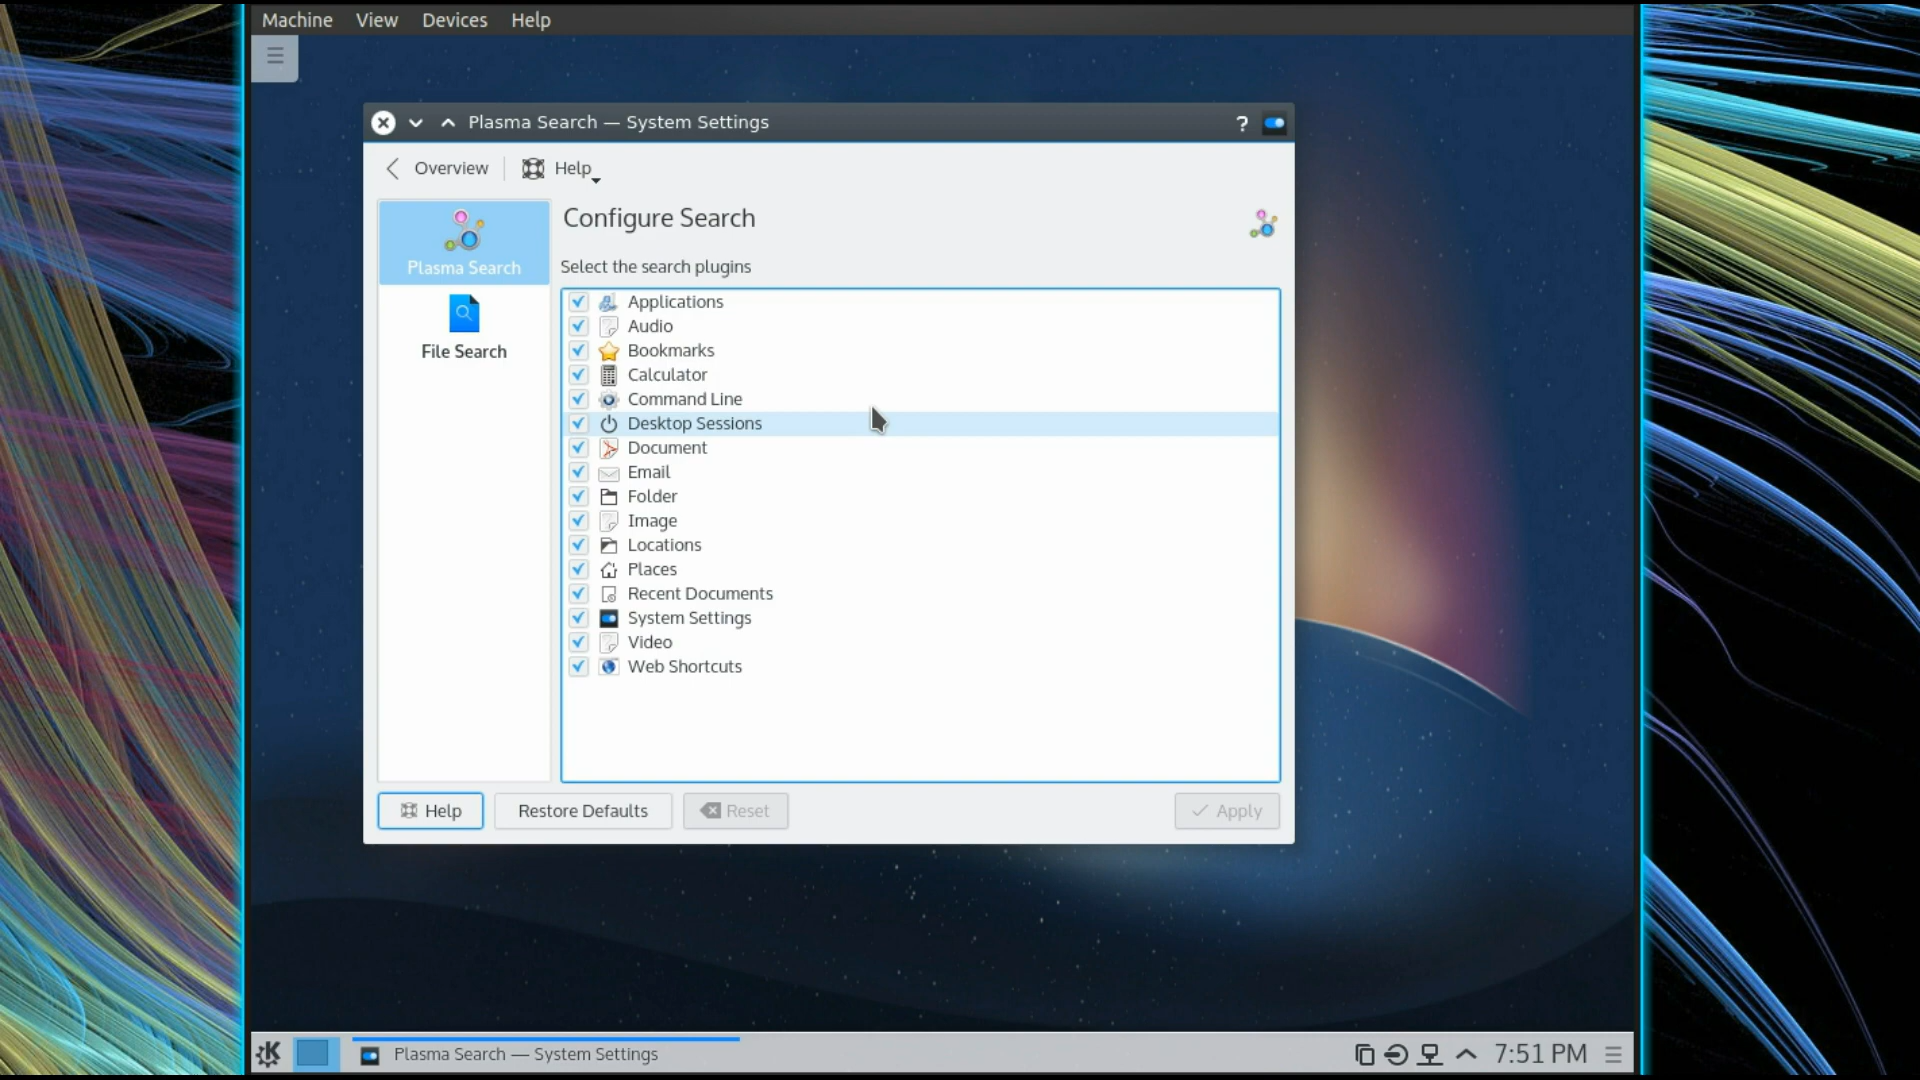 Machine View Devices Help
Plasma Search — System Settings
Overview Help
Plasma Search
File Search
Configure Search
Select the search plugins
Applications
Audio
Bookmarks
Calculator
Command Line
Desktop Sessions
Document
Email
Folder
Image
Locations
Places
Recent Documents
System Settings
Video
Web Shortcuts
Help Restore Defaults Reset Apply
Plasma Search — System Settings 7:51 PM